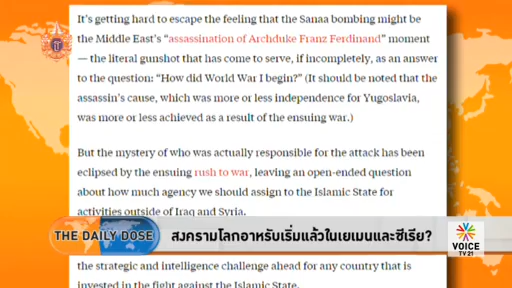 It's getting hard to escape the feeling that the Sanaa bombing might be
the Middle East's "assassination of Archduke Franz Ferdinand" moment
— the literal gunshot that has come to serve, if incompletely, as an answer
to the question: "How did World War I begin?" (It should be noted that the
assassin's cause, which was more or less independence for Yugoslavia,
was more or less achieved as a result of the ensuing war.)
But the mystery of who was actually responsible for the attack has been
eclipsed by the ensuing rush to war, leaving an open-ended question
about how much agency we should assign to the Islamic State for
activities outside of Iraq and Syria.
THE DAILY DOSE
สงครามโลกอาหรับเริ่มแล้วในเยเมนและซีเรีย?
VOICE
TV 21
the strategic and intelligence challenge ahead for any country that is
invested in the fight against the Islamic State.